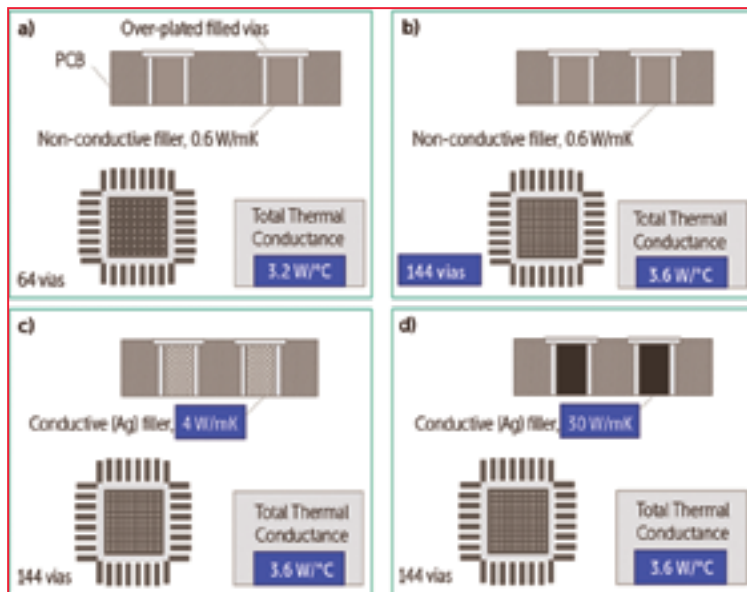 a)
Over-plated filled vias
PCB
Non-conductive filler, 0.6 W/mK
Total Thermal
Conductance
3.2 W/°C
64 vias
b)
Non-conductive filler, 0.6 W/mK
Total Thermal
Conductance
144 vias
3.6 W/°C
c)
Conductive (Ag) filler, 4 W/mK
Total Thermal
Conductance
3.6 W/°C
144 vias
d)
Conductive (Ag) filler, 30 W/mK
Total Thermal
Conductance
3.6 W/°C
144 vias